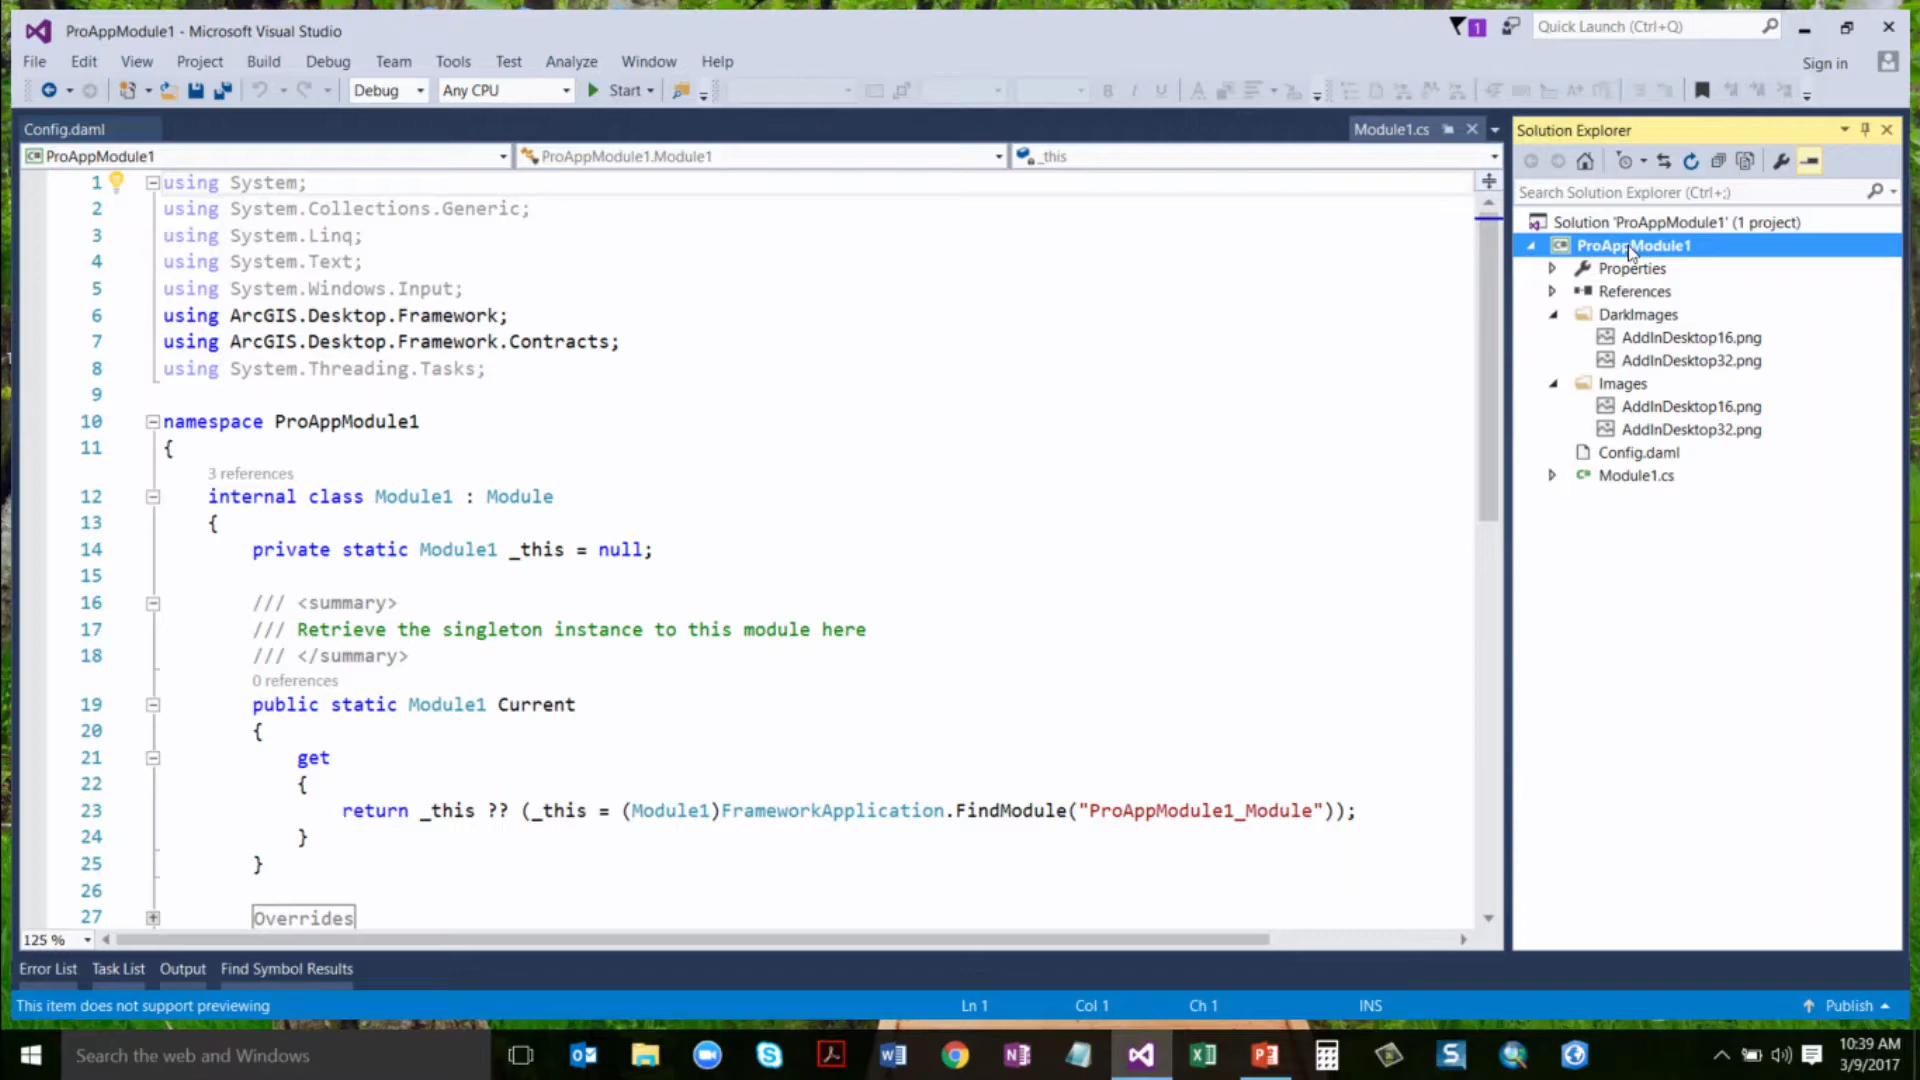 ProAppModule1 - Microsoft Visual Studio
1
Quick Launch (Ctrl+Q)
File Edit View Project Build Debug Team Tools Test Analyze Window Help
Sign in
Debug Any CPU Start
Config.daml
Module1.cs
ProAppModule1 ProAppModule1.Module1 _this
1 using System;
2 using System.Collections.Generic;
3 using System.Linq;
4 using System.Text;
5 using System.Windows.Input;
6 using ArcGIS.Desktop.Framework;
7 using ArcGIS.Desktop.Framework.Contracts;
8 using System.Threading.Tasks;
9
10 namespace ProAppModule1
11 {
3 references
12 internal class Module1 : Module
13 {
14 private static Module1 _this = null;
15
16 /// <summary>
17 /// Retrieve the singleton instance to this module here
18 /// </summary>
0 references
19 public static Module1 Current
20 {
21 get
22 {
23 return _this ?? (_this = (Module1)FrameworkApplication.FindModule("ProAppModule1_Module"));
24 }
25 }
26
27 Overrides
125 %
Solution Explorer
Search Solution Explorer (Ctrl+;)
Solution 'ProAppModule1' (1 project)
ProAppModule1
Properties
References
DarkImages
AddInDesktop16.png
AddInDesktop32.png
Images
AddInDesktop16.png
AddInDesktop32.png
Config.daml
Module1.cs
Error List Task List Output Find Symbol Results
This item does not support previewing Ln 1 Col 1 Ch 1 INS Publish
Search the web and Windows
10:39 AM
3/9/2017